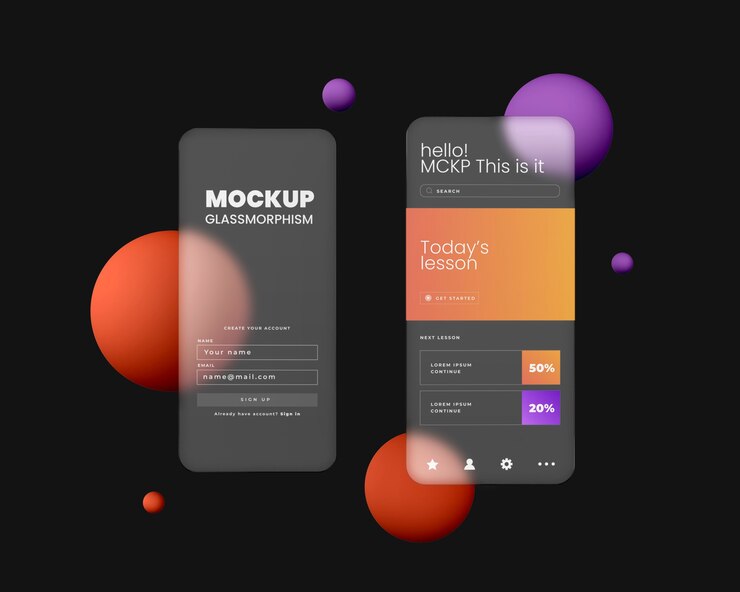 MOCKUP
GLASSMORPHISM
CREATE YOUR ACCOUNT
NAME
Your name
EMAIL
name@mail.com
SIGN UP
Already have account? Sign in
hello!
MCKP This is it
SEARCH
Today's
lesson
GET STARTED
NEXT LESSON
LOREM IPSUM
CONTINUE
50%
LOREM IPSUM
CONTINUE
20%